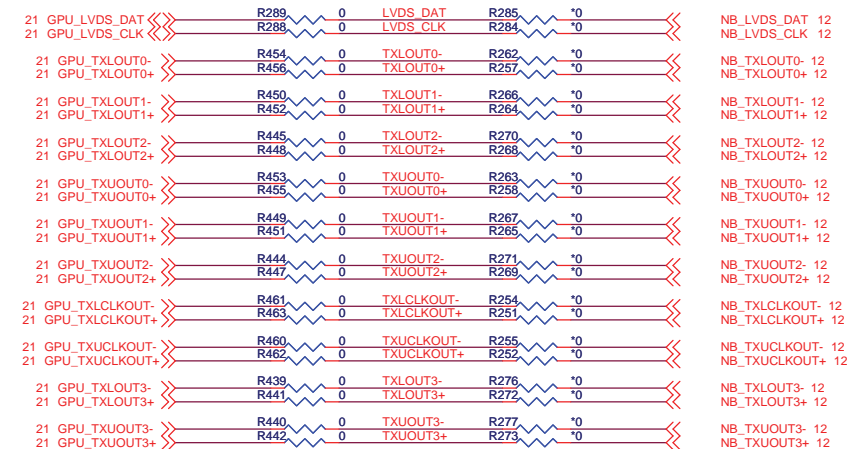 21 GPU_LVDS_DAT R289 0 LVDS_DAT R285 *0 NB_LVDS_DAT 12
21 GPU_LVDS_CLK R288 0 LVDS_CLK R284 *0 NB_LVDS_CLK 12
21 GPU_TXLOUT0- R454 0 TXLOUT0- R262 *0 NB_TXLOUT0- 12
21 GPU_TXLOUT0+ R456 0 TXLOUT0+ R257 *0 NB_TXLOUT0+ 12
21 GPU_TXLOUT1- R450 0 TXLOUT1- R266 *0 NB_TXLOUT1- 12
21 GPU_TXLOUT1+ R452 0 TXLOUT1+ R264 *0 NB_TXLOUT1+ 12
21 GPU_TXLOUT2- R445 0 TXLOUT2- R270 *0 NB_TXLOUT2- 12
21 GPU_TXLOUT2+ R448 0 TXLOUT2+ R268 *0 NB_TXLOUT2+ 12
21 GPU_TXUOUT0- R453 0 TXUOUT0- R263 *0 NB_TXUOUT0- 12
21 GPU_TXUOUT0+ R455 0 TXUOUT0+ R258 *0 NB_TXUOUT0+ 12
21 GPU_TXUOUT1- R449 0 TXUOUT1- R267 *0 NB_TXUOUT1- 12
21 GPU_TXUOUT1+ R451 0 TXUOUT1+ R265 *0 NB_TXUOUT1+ 12
21 GPU_TXUOUT2- R444 0 TXUOUT2- R271 *0 NB_TXUOUT2- 12
21 GPU_TXUOUT2+ R447 0 TXUOUT2+ R269 *0 NB_TXUOUT2+ 12
21 GPU_TXLCLKOUT- R461 0 TXLCLKOUT- R254 *0 NB_TXLCLKOUT- 12
21 GPU_TXLCLKOUT+ R463 0 TXLCLKOUT+ R251 *0 NB_TXLCLKOUT+ 12
21 GPU_TXUCLKOUT- R460 0 TXUCLKOUT- R255 *0 NB_TXUCLKOUT- 12
21 GPU_TXUCLKOUT+ R462 0 TXUCLKOUT+ R252 *0 NB_TXUCLKOUT+ 12
21 GPU_TXLOUT3- R439 0 TXLOUT3- R276 *0 NB_TXLOUT3- 12
21 GPU_TXLOUT3+ R441 0 TXLOUT3+ R272 *0 NB_TXLOUT3+ 12
21 GPU_TXUOUT3- R440 0 TXUOUT3- R277 *0 NB_TXUOUT3- 12
21 GPU_TXUOUT3+ R442 0 TXUOUT3+ R273 *0 NB_TXUOUT3+ 12